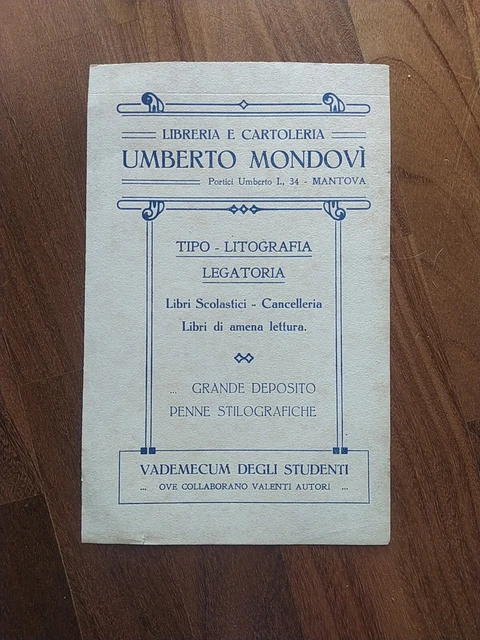 LIBRERIA E CARTOLERIA
UMBERTO MONDOVÌ
Portici Umberto I., 34 - MANTOVA
TIPO - LITOGRAFIA
LEGATORIA
Libri Scolastici - Cancelleria
Libri di amena lettura.
... GRANDE DEPOSITO
PENNE STILOGRAFICHE
VADEMECUM DEGLI STUDENTI
... OVE COLLABORANO VALENTI AUTORI ...